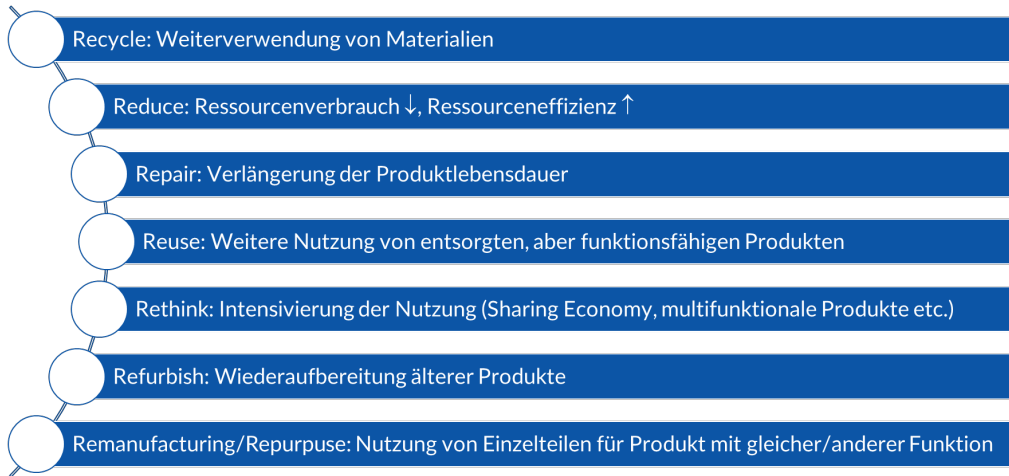 Recycle: Weiterverwendung von Materialien
Reduce: Ressourcenverbrauch ↓, Ressourceneffizienz ↑
Repair: Verlängerung der Produktlebensdauer
Reuse: Weitere Nutzung von entsorgten, aber funktionsfähigen Produkten
Rethink: Intensivierung der Nutzung (Sharing Economy, multifunktionale Produkte etc.)
Refurbish: Wiederaufbereitung älterer Produkte
Remanufacturing/Repurpuse: Nutzung von Einzelteilen für Produkt mit gleicher/anderer Funktion